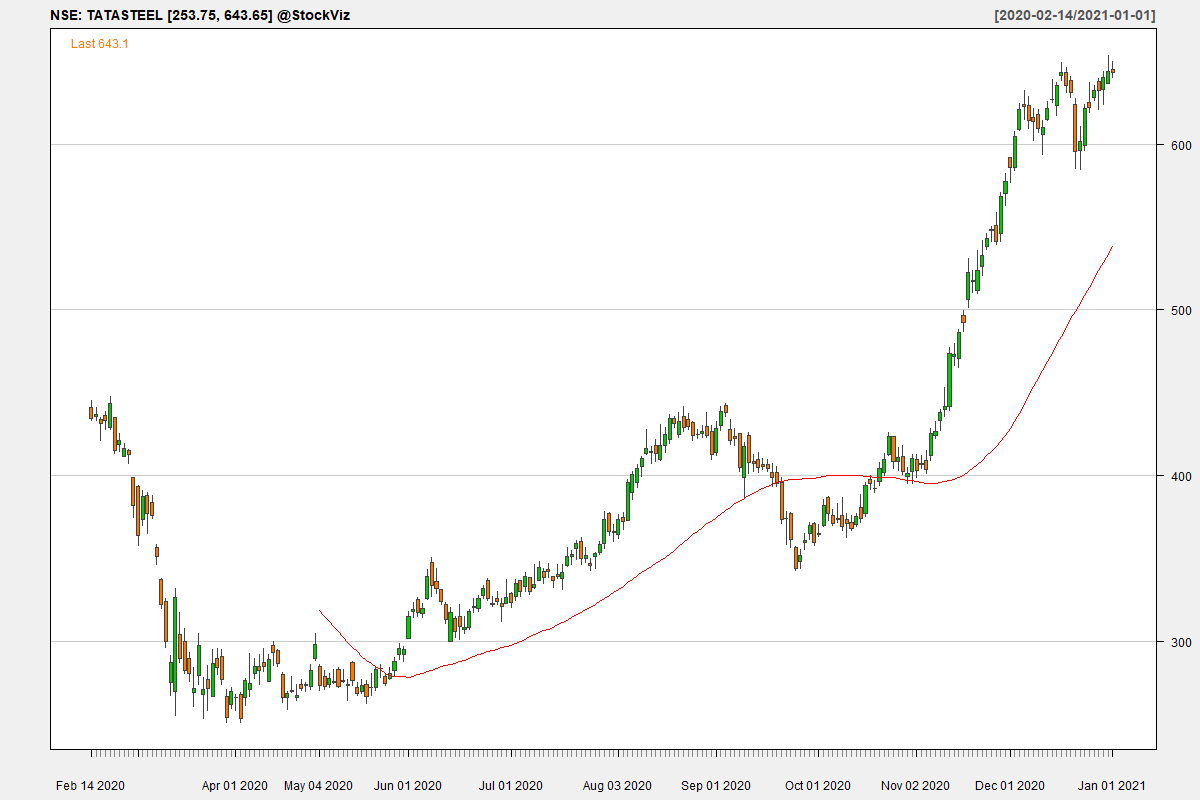 NSE: TATASTEEL [253.75, 643.65] @StockViz [2020-02-14/2021-01-01]
Last 643.1
600
500
400
300
Feb 14 2020 Apr 01 2020 May 04 2020 Jun 01 2020 Jul 01 2020 Aug 03 2020 Sep 01 2020 Oct 01 2020 Nov 02 2020 Dec 01 2020 Jan 01 2021